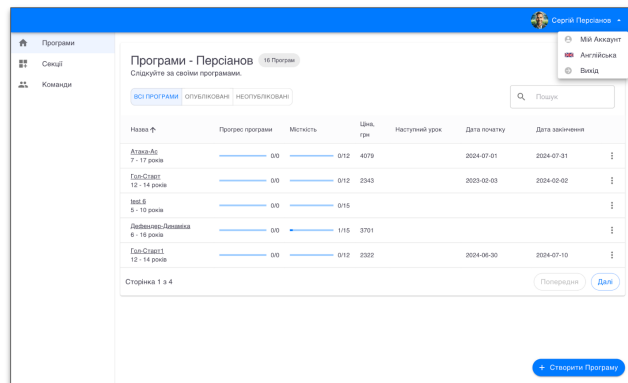 Сергій Персіанов
Мій Аккаунт
Англійська
Вихід
Програми
Секції
Команди
Програми - Персіанов
16 Програм
Слідкуйте за своїми програмами.
ВСІ ПРОГРАМИ ОПУБЛІКОВАНІ НЕОПУБЛІКОВАНІ
Пошук
Назва Прогрес програми Місткість Ціна, грн Наступний урок Дата початку Дата закінчення
Атака-Ас
7 - 17 років
0/0 0/12 4079 2024-07-01 2024-07-31
Гол-Старт
12 - 14 років
0/0 0/12 2343 2023-02-03 2024-02-02
test 6
5 - 10 років
0/0 0/15
Дефендер-Динаміка
6 - 16 років
0/0 1/15 3701
Гол-Старт1
12 - 14 років
0/0 0/12 2322 2024-06-30 2024-07-10
Сторінка 1 з 4
Попередня Далі
+ Створити Програму